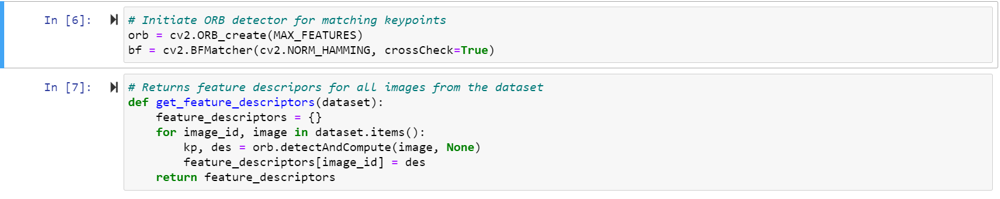 In [6]:
# Initiate ORB detector for matching keypoints
orb = cv2.ORB_create(MAX_FEATURES)
bf = cv2.BFMatcher(cv2.NORM_HAMMING, crossCheck=True)
In [7]:
# Returns feature descripors for all images from the dataset
def get_feature_descriptors(dataset):
    feature_descriptors = {}
    for image_id, image in dataset.items():
        kp, des = orb.detectAndCompute(image, None)
        feature_descriptors[image_id] = des
    return feature_descriptors